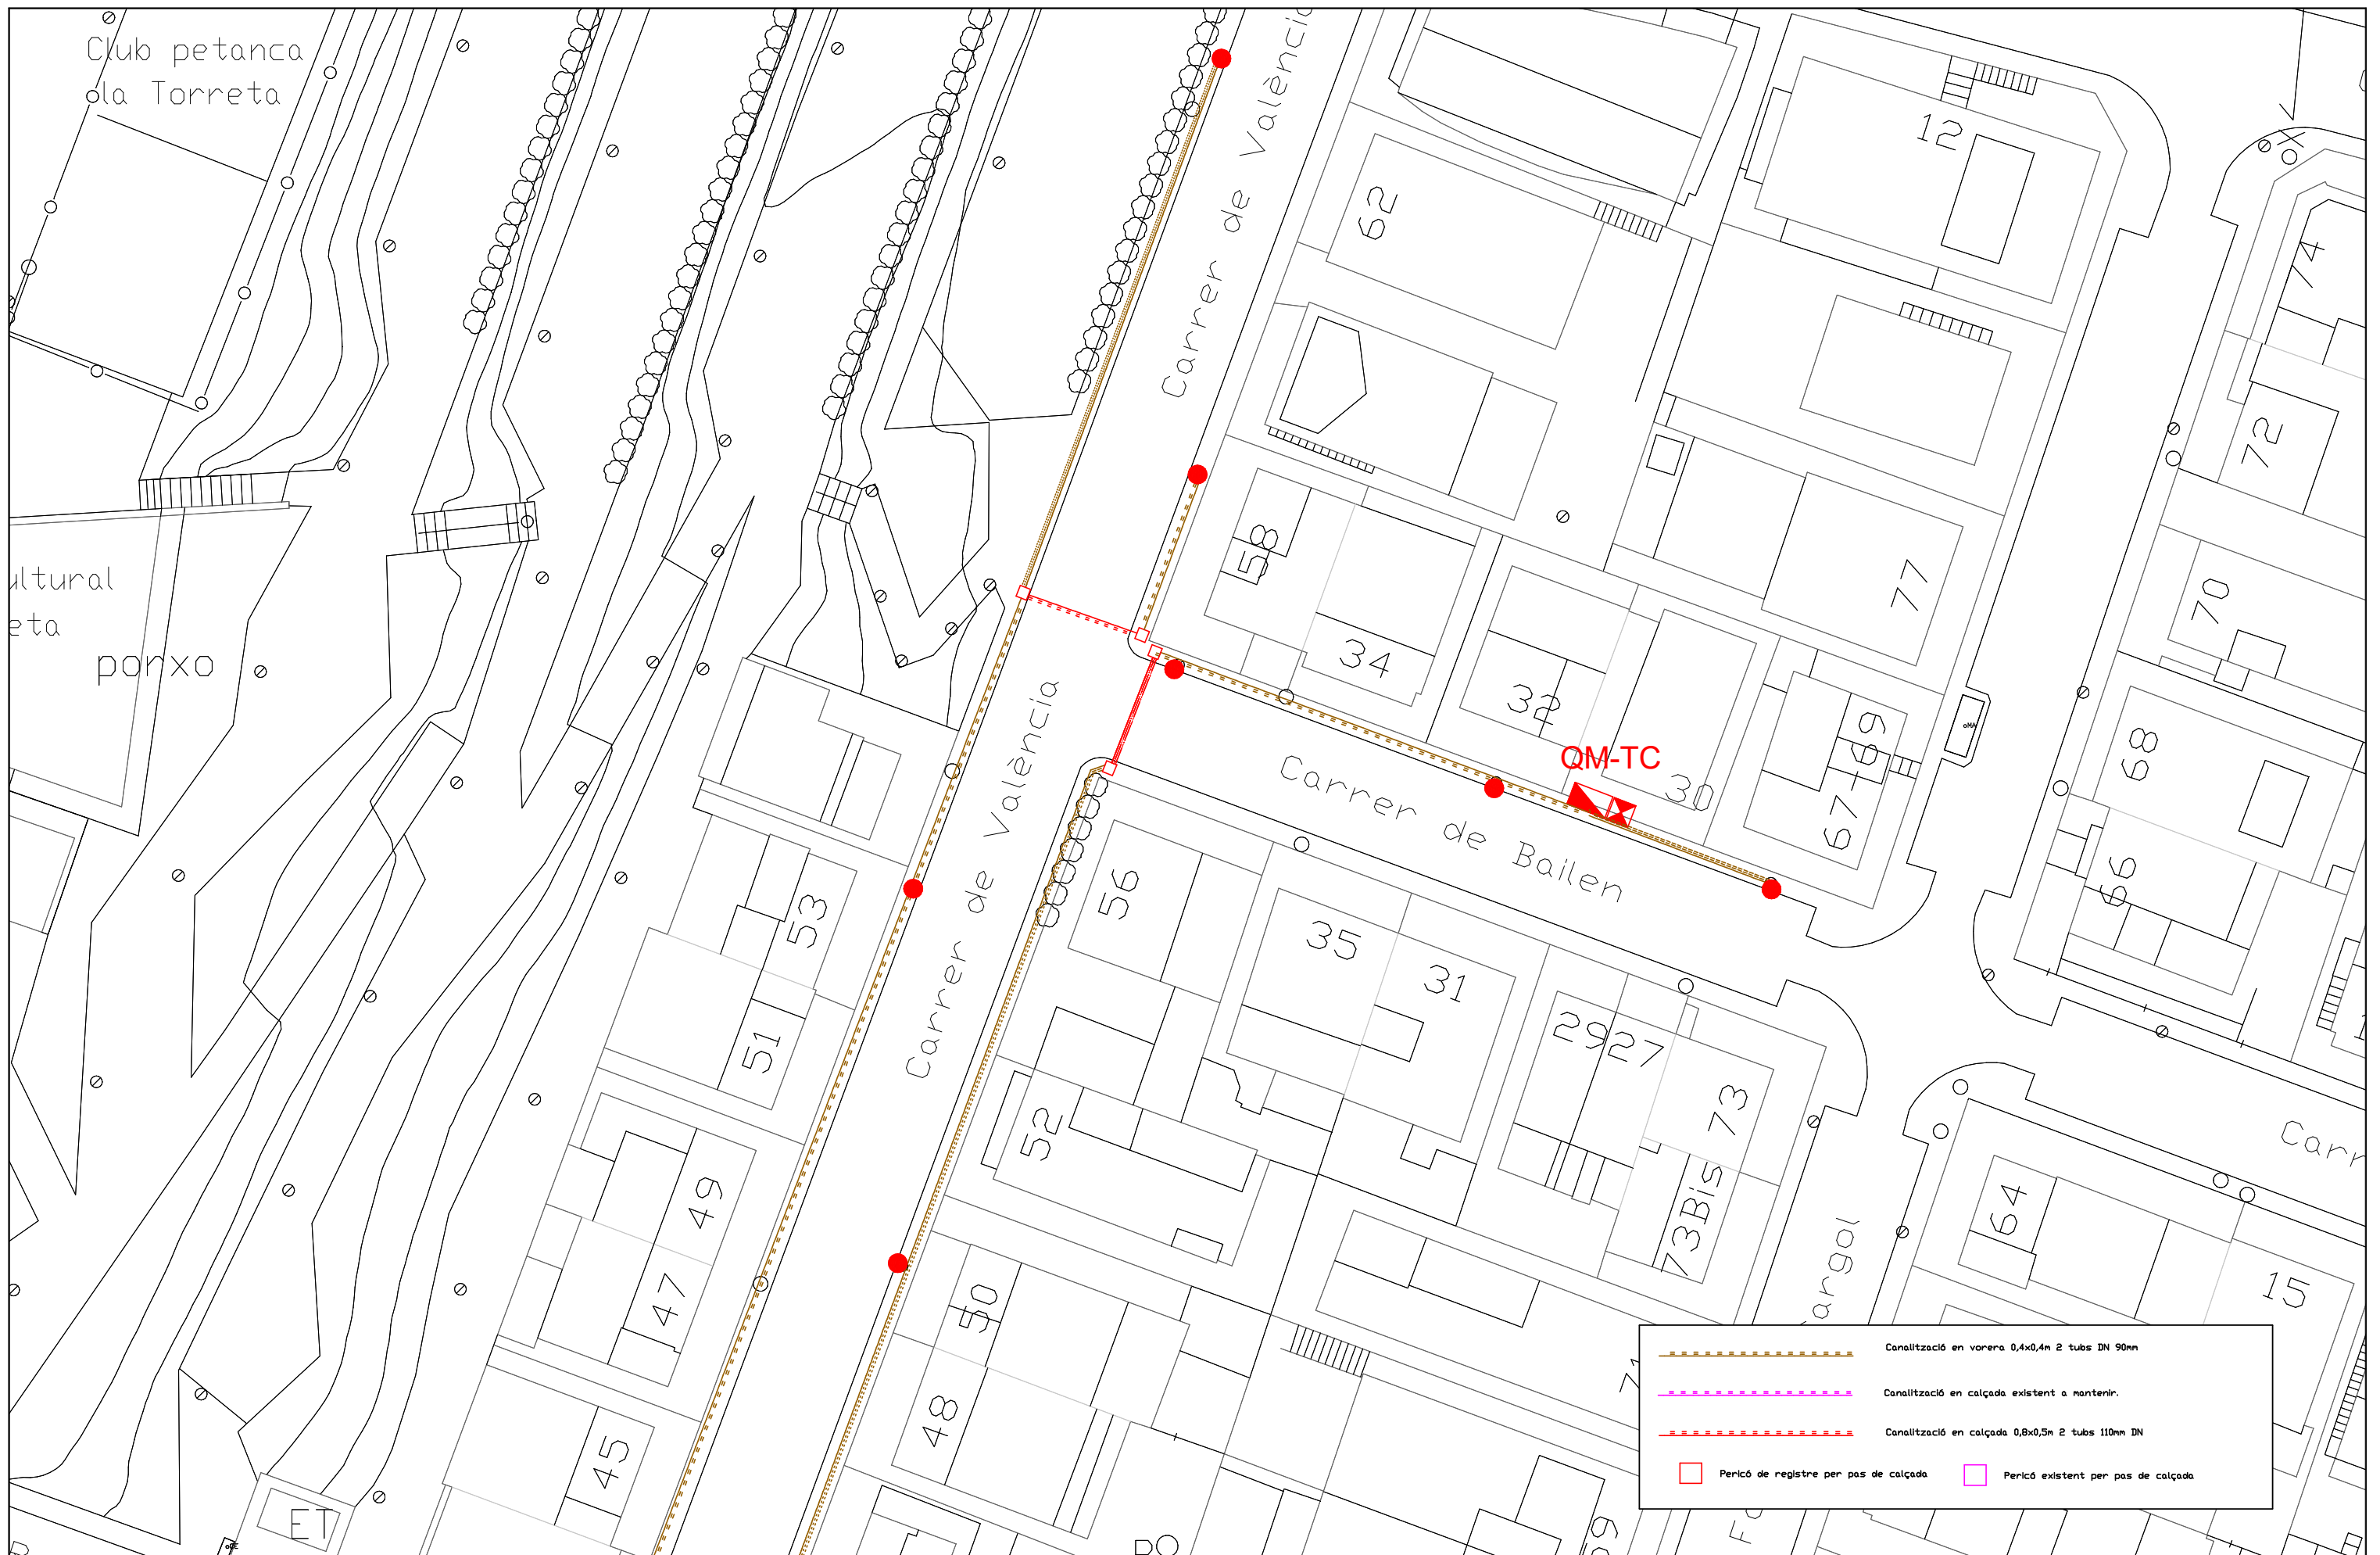 Club petanca
la Torreta
Carrer de València
12
62
74
72
58
77
70
ultural
eta
porxo
34
32
QM-TC
30
67-69
68
66
Carrer de València
Carrer de Bailen
56
53
35
31
51
2927
73
52
73Bis
49
47
64
15
Carr
argol
50
48
45
ET
Canalització en vorera 0,4x0,4m 2 tubs DN 90mm
Canalització en calçada existent a mantenir.
Canalització en calçada 0,8x0,5m 2 tubs 110mm DN
Pericó de registre per pas de calçada
Pericó existent per pas de calçada